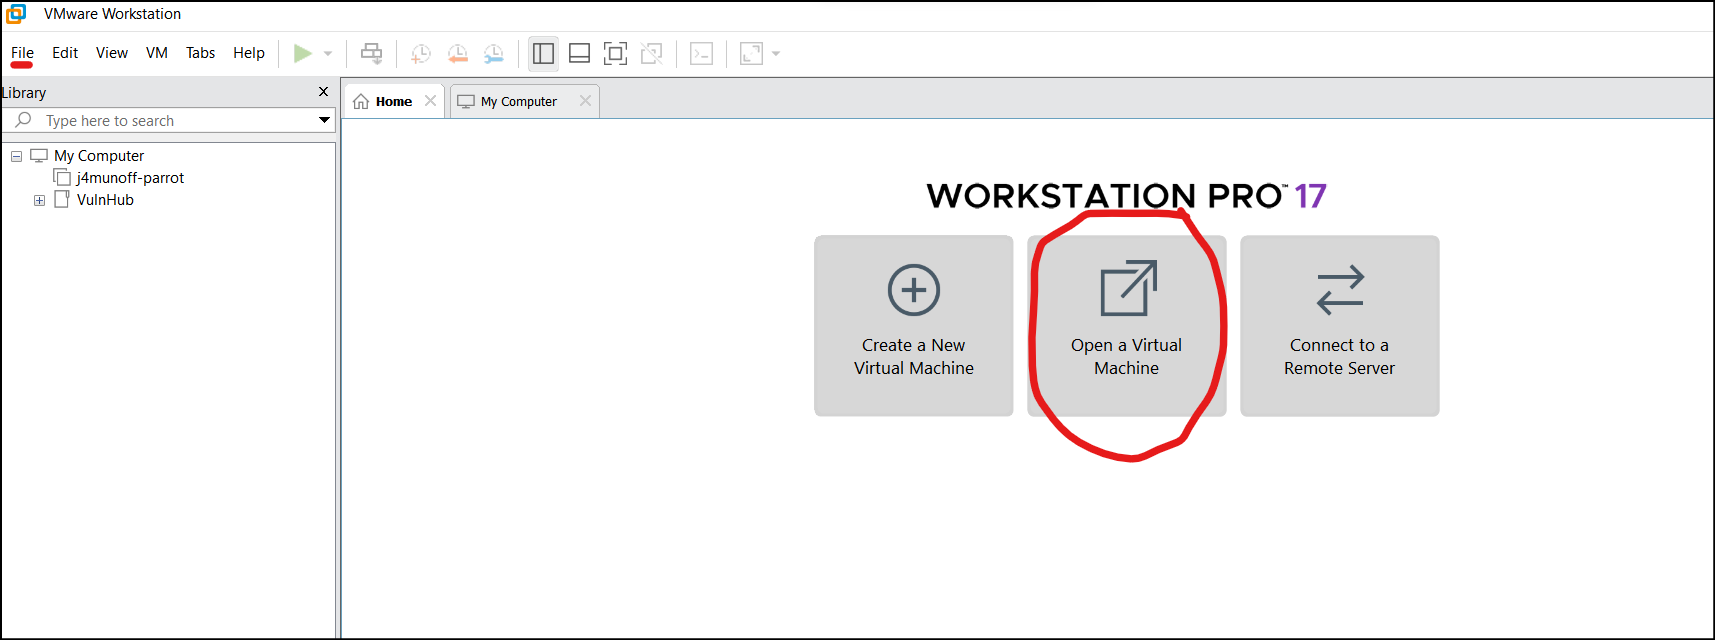 VMware Workstation
File Edit View VM Tabs Help
Library
Type here to search
My Computer
j4munoff-parrot
VulnHub
Home
My Computer
WORKSTATION PRO™ 17
Create a New
Virtual Machine
Open a Virtual
Machine
Connect to a
Remote Server